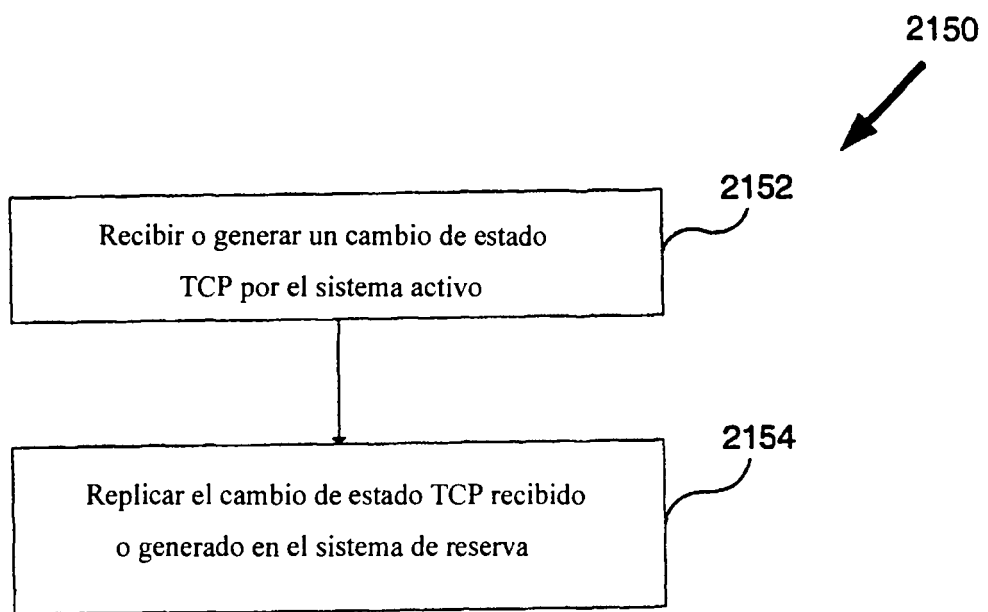 2150
2152
Recibir o generar un cambio de estado
TCP por el sistema activo
2154
Replicar el cambio de estado TCP recibido
o generado en el sistema de reserva